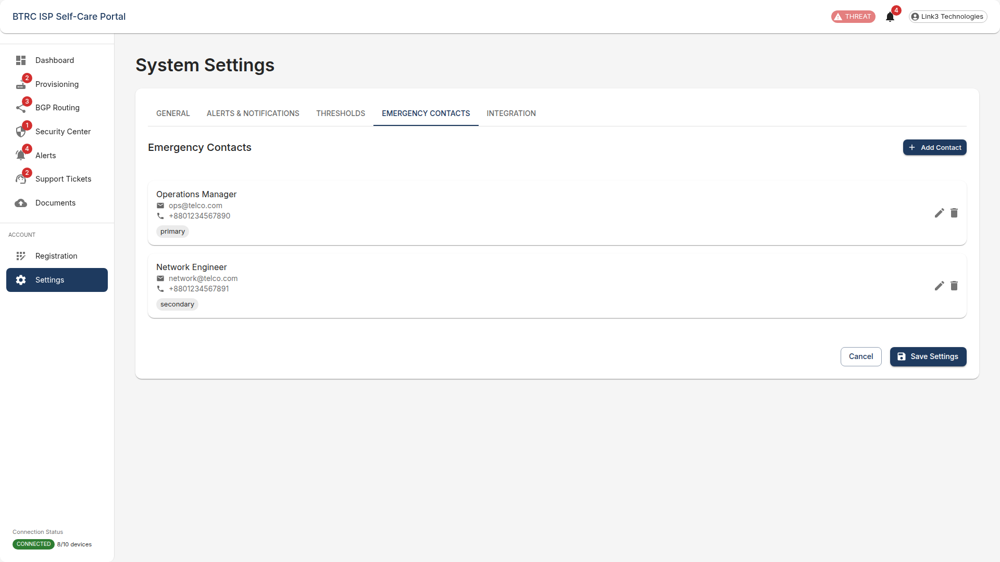 BTRC ISP Self-Care Portal
THREAT
4
Link3 Technologies
Dashboard
2
Provisioning
3
BGP Routing
1
Security Center
4
Alerts
2
Support Tickets
Documents
ACCOUNT
Registration
Settings
Connection Status
CONNECTED 8/10 devices
System Settings
GENERAL ALERTS & NOTIFICATIONS THRESHOLDS EMERGENCY CONTACTS INTEGRATION
Emergency Contacts
Add Contact
Operations Manager
ops@telco.com
+8801234567890
primary
Network Engineer
network@telco.com
+8801234567891
secondary
Cancel
Save Settings